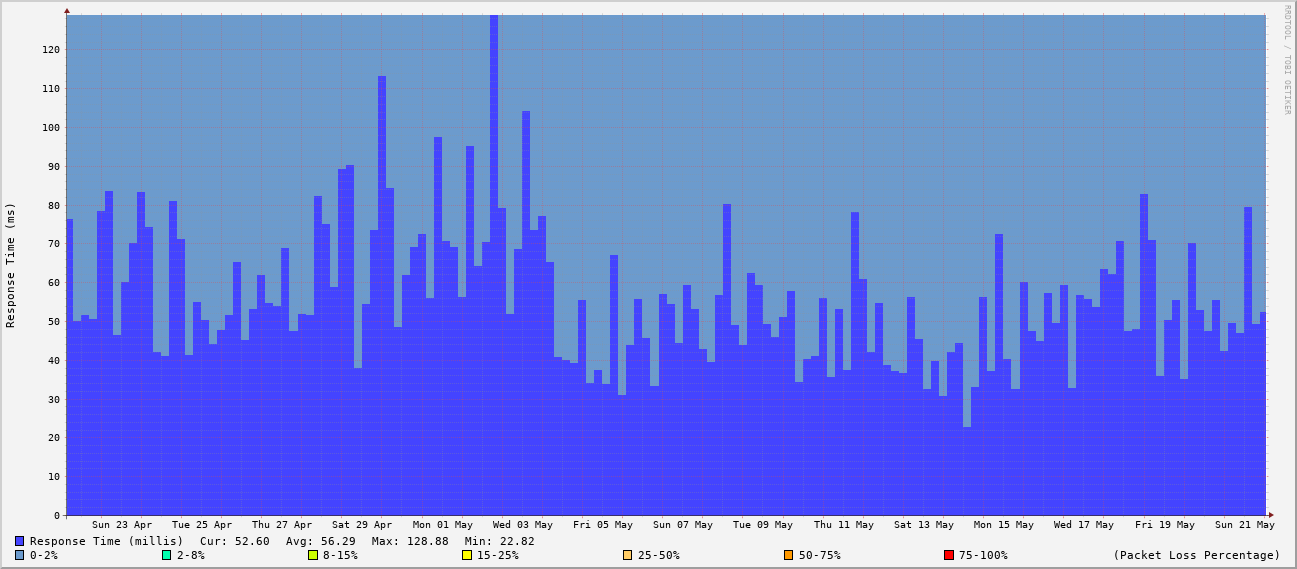 RRDTOOL / TOBI OETIKER
Response Time (ms)
120
110
100
90
80
70
60
50
40
30
20
10
0
Sun 23 Apr Tue 25 Apr Thu 27 Apr Sat 29 Apr Mon 01 May Wed 03 May Fri 05 May Sun 07 May Tue 09 May Thu 11 May Sat 13 May Mon 15 May Wed 17 May Fri 19 May Sun 21 May
Response Time (millis) Cur: 52.60 Avg: 56.29 Max: 128.88 Min: 22.82
0-2% 2-8% 8-15% 15-25% 25-50% 50-75% 75-100% (Packet Loss Percentage)